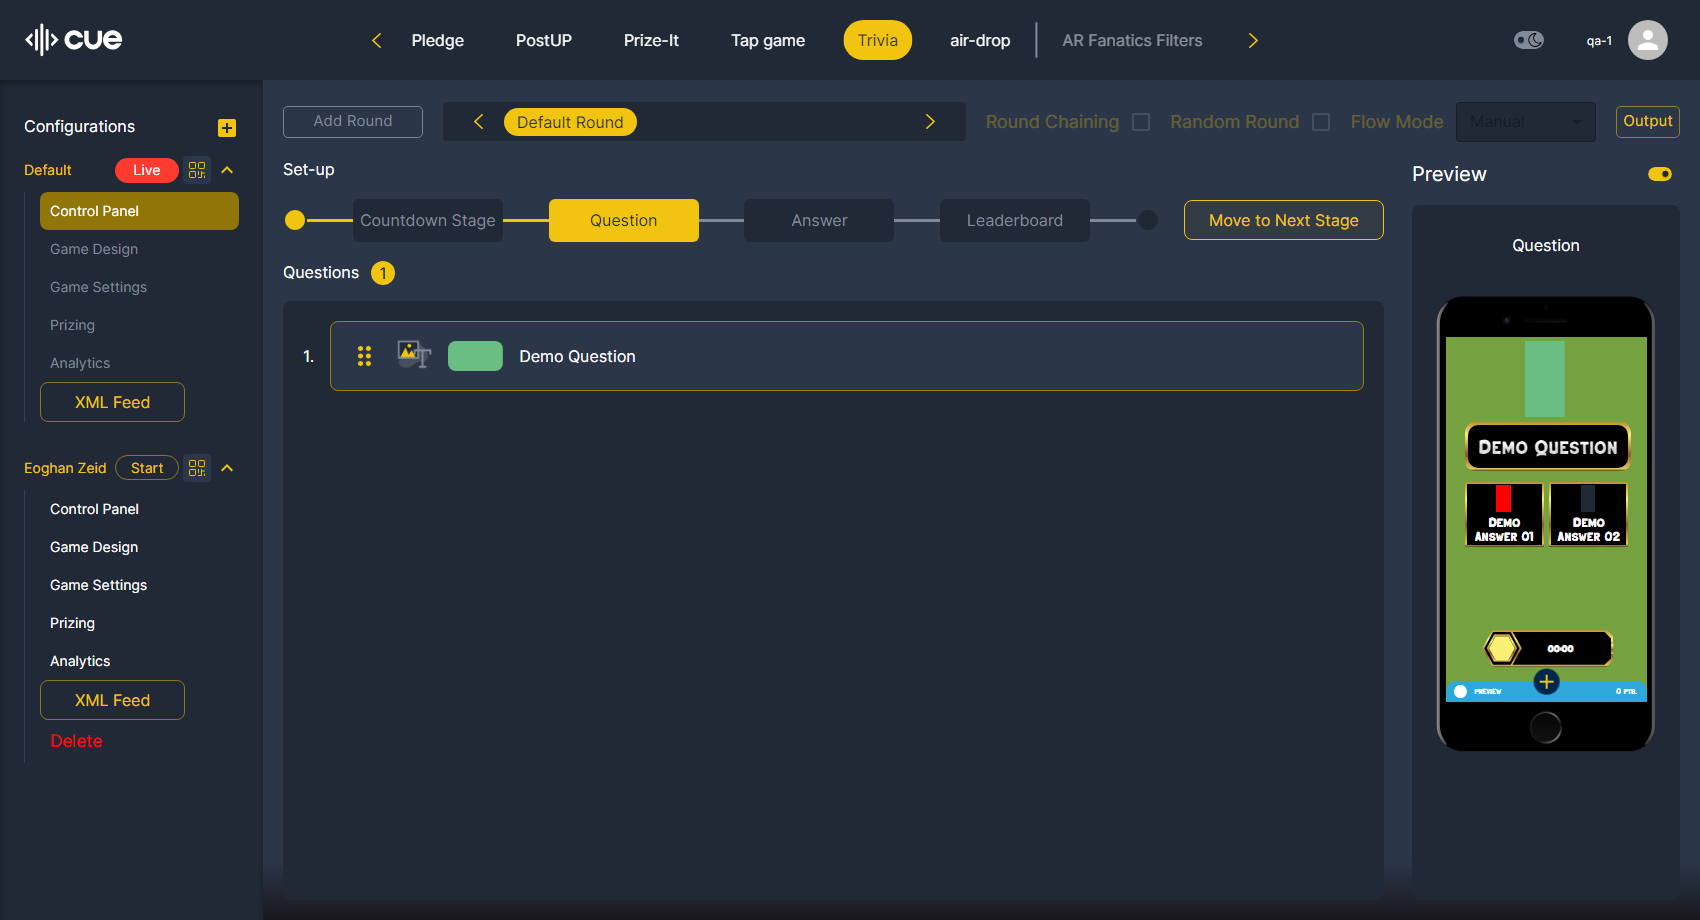 cue
Pledge PostUP Prize-It Tap game Trivia air-drop AR Fanatics Filters
qa-1
Configurations
Default Live
Control Panel
Game Design
Game Settings
Prizing
Analytics
XML Feed
Eoghan Zeid Start
Control Panel
Game Design
Game Settings
Prizing
Analytics
XML Feed
Delete
Add Round
Default Round
Round Chaining Random Round Flow Mode Manual Output
Set-up
Countdown Stage Question Answer Leaderboard Move to Next Stage
Questions 1
1. Demo Question
Preview
Question
Demo Question
Demo
Answer 01
Demo
Answer 02
00:00
PREVIEW
0 PTS.